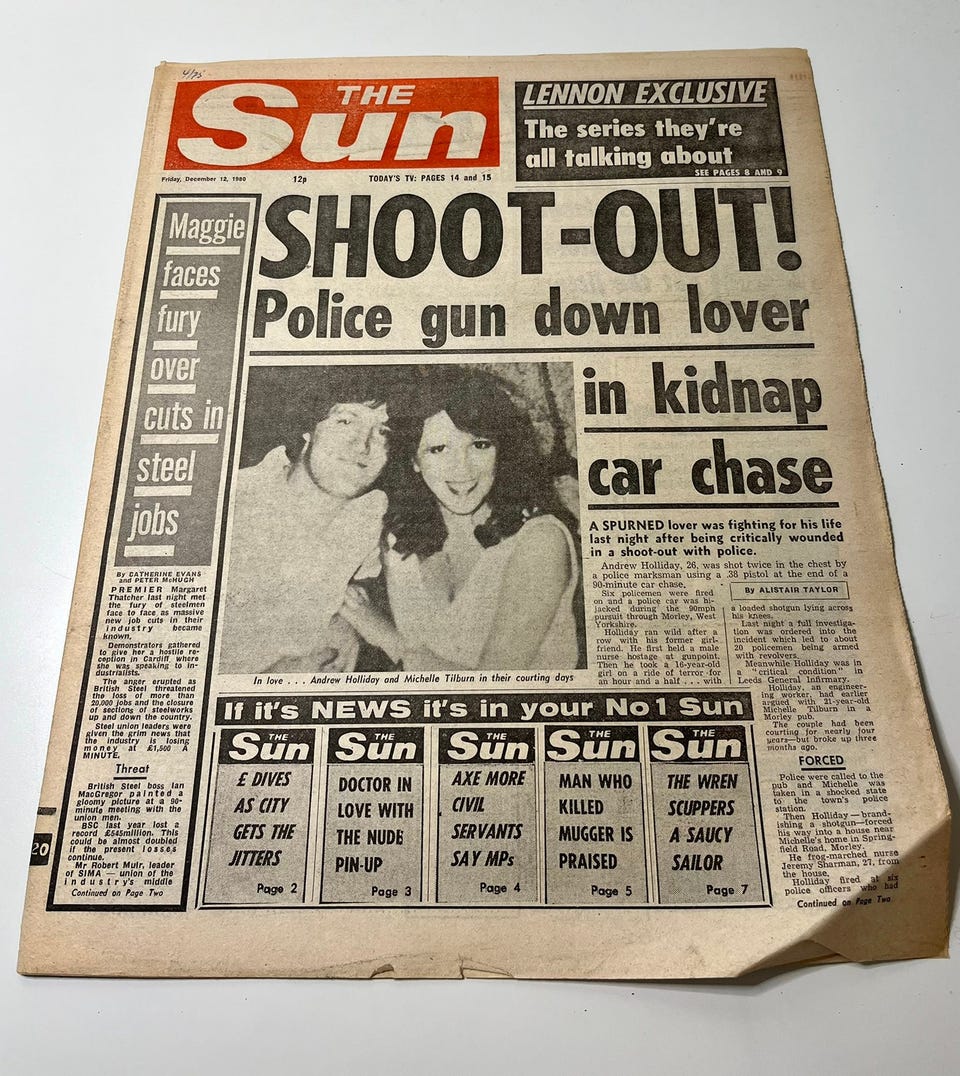 4/75
THE
Sun
LENNON EXCLUSIVE
The series they're
all talking about
SEE PAGES 8 AND 9
Friday, December 12, 1980
12p
TODAY'S TV: PAGES 14 and 15
Maggie
faces
fury
over
cuts in
steel
jobs
By CATHERINE EVANS
and PETER McHUGH
PREMIER Margaret
Thatcher last night met
the fury of steelmen
face to face as massive
new job cuts in their
industry became
known.
Demonstrators gathered
to give her a hostile re-
ception in Cardiff where
she was speaking to in-
dustrialists.
The anger erupted as
British Steel threatened
the loss of more than
20,000 jobs and the closure
of sections of steelworks
up and down the country.
Steel union leaders were
given the grim news that
the industry is losing
money at £1,500 A
MINUTE.
Threat
British Steel boss Ian
MacGregor painted a
gloomy picture at a 90-
minute meeting with the
union men.
BSC last year lost a
record £545million. This
could be almost doubled
if the present losses
continue.
Mr Robert Muir, leader
of SIMA — union of the
industry's middle
Continued on Page Two
20
SHOOT-OUT!
Police gun down lover
in kidnap
car chase
In love . . . Andrew Holliday and Michelle Tilburn in their courting days
A SPURNED lover was fighting for his life
last night after being critically wounded
in a shoot-out with police.
Andrew Holliday, 26, was shot twice in the chest by
a police marksman using a .38 pistol at the end of a
90-minute car chase.
Six policemen were fired
on and a police car was hi-
jacked during the 90mph
pursuit through Morley, West
Yorkshire.
Holliday ran wild after a
row with his former girl-
friend. He first held a male
nurse hostage at gunpoint.
Then he took a 16-year-old
girl on a ride of terror for
an hour and a half . . . with
By ALISTAIR TAYLOR
a loaded shotgun lying across
his knees.
Last night a full investiga-
tion was ordered into the
incident which led to about
20 policemen being armed
with revolvers.
Meanwhile Holliday was in
a "critical condition" in
Leeds General Infirmary.
Holliday, an engineer-
ing worker, had earlier
argued with 21-year-old
Michelle Tilburn in a
Morley pub.
The couple had been
courting for nearly four
years—but broke up three
months ago.
FORCED
Police were called to the
pub and Michelle was
taken in a shocked state
to the town's police
station.
Then Holliday — brand-
ishing a shotgun—forced
his way into a house near
Michelle's home in Spring-
field Road, Morley.
He frog-marched nurse
Jeremy Sharman, 27, from
the house.
Holliday fired at six
police officers who had
Continued on Page Two
If it's NEWS it's in your No 1 Sun
THE
Sun
£ DIVES
AS CITY
GETS THE
JITTERS
Page 2
THE
Sun
DOCTOR IN
LOVE WITH
THE NUDE
PIN-UP
Page 3
THE
Sun
AXE MORE
CIVIL
SERVANTS
SAY MPs
Page 4
THE
Sun
MAN WHO
KILLED
MUGGER IS
PRAISED
Page 5
THE
Sun
THE WREN
SCUPPERS
A SAUCY
SAILOR
Page 7